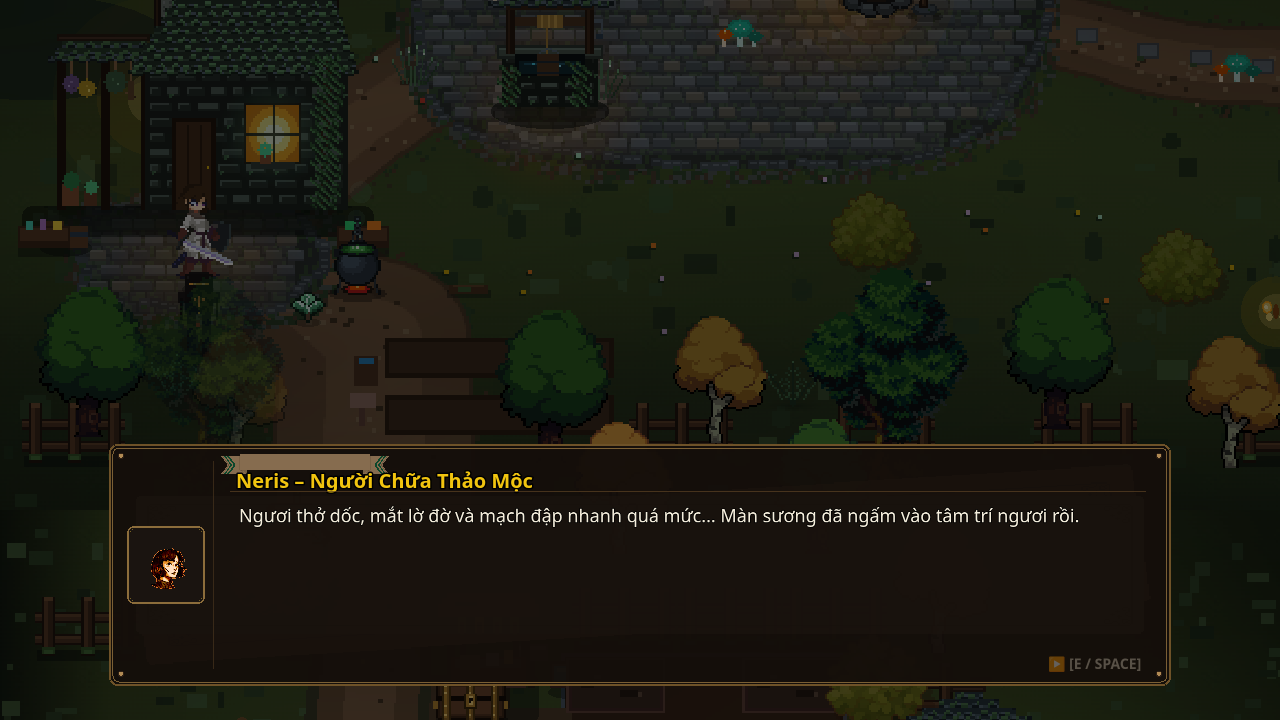 Neris – Người Chữa Thảo Mộc
Ngươi thở dốc, mắt lờ đờ và mạch đập nhanh quá mức... Màn sương đã ngấm vào tâm trí ngươi rồi.
[E / SPACE]